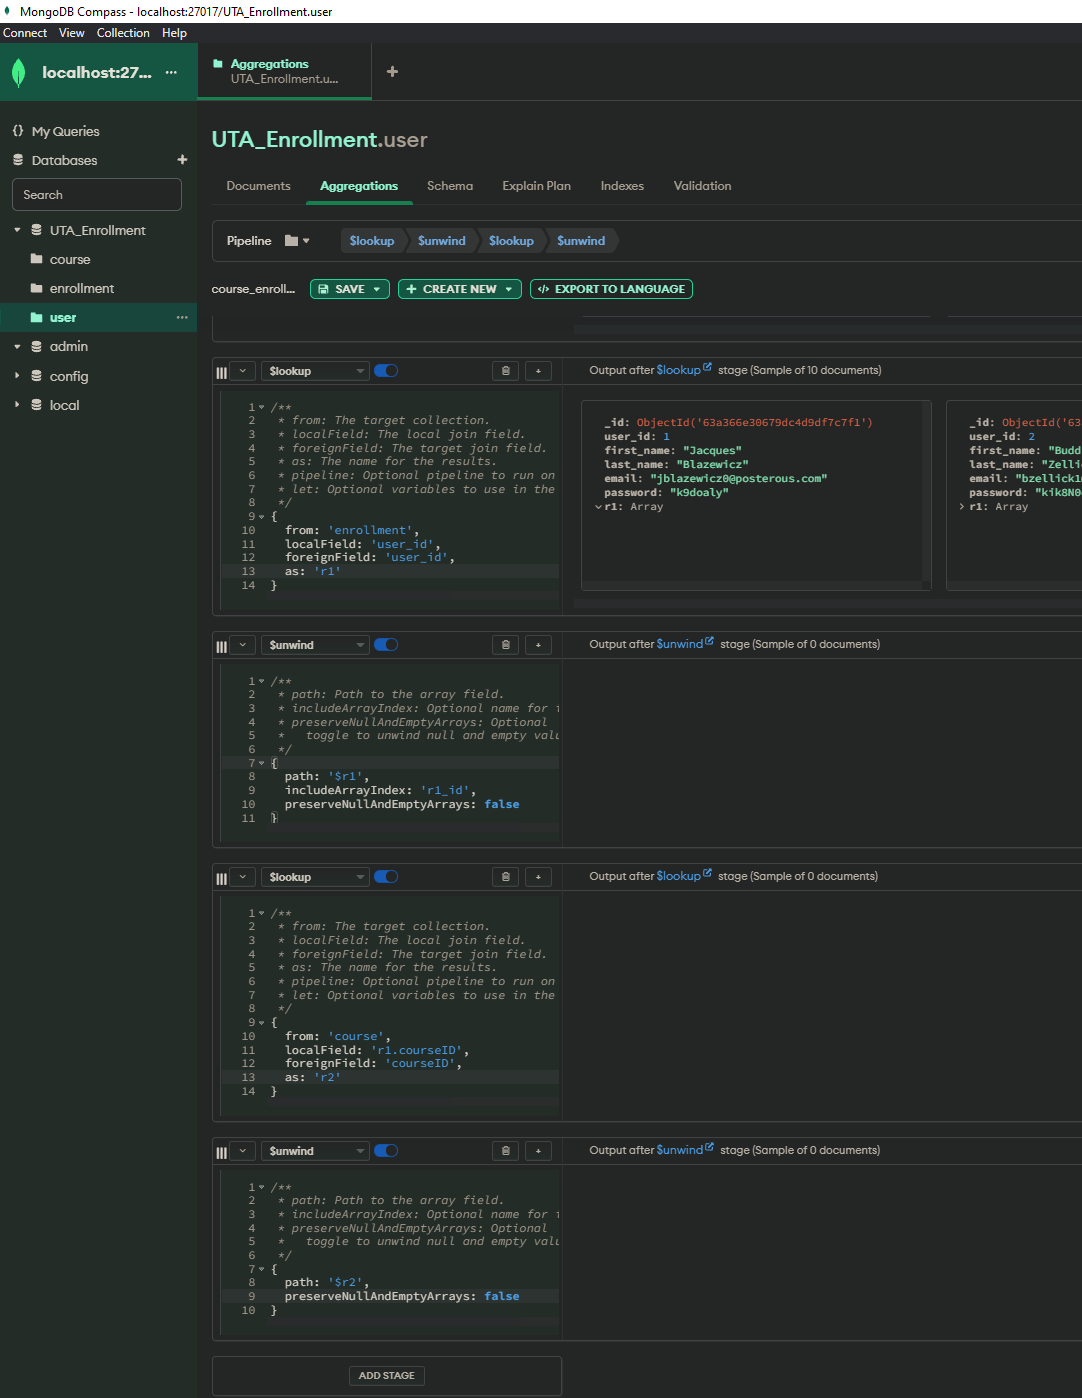 MongoDB Compass - localhost:27017/UTA_Enrollment.user
Connect View Collection Help
localhost:27... ...
Aggregations
UTA_Enrollment.u...
My Queries
Databases
Search
UTA_Enrollment
course
enrollment
user
admin
config
local
UTA_Enrollment.user
Documents Aggregations Schema Explain Plan Indexes Validation
Pipeline $lookup $unwind $lookup $unwind
course_enroll... SAVE CREATE NEW </> EXPORT TO LANGUAGE
$lookup
Output after $lookup stage (Sample of 10 documents)
1 /**
2 * from: The target collection.
3 * localField: The local join field.
4 * foreignField: The target join field.
5 * as: The name for the results.
6 * pipeline: Optional pipeline to run on
7 * let: Optional variables to use in the
8 */
9 {
10 from: 'enrollment',
11 localField: 'user_id',
12 foreignField: 'user_id',
13 as: 'r1'
14 }
_id: ObjectId('63a366e30679dc4d9df7c7f1')
user_id: 1
first_name: "Jacques"
last_name: "Blazewicz"
email: "jblazewicz0@posterous.com"
password: "k9doaly"
r1: Array
_id: ObjectId('63
user_id: 2
first_name: "Budd
last_name: "Zelli
email: "bzellick1
password: "kik8N0
r1: Array
$unwind
Output after $unwind stage (Sample of 0 documents)
1 /**
2 * path: Path to the array field.
3 * includeArrayIndex: Optional name for i
4 * preserveNullAndEmptyArrays: Optional
5 toggle to unwind null and empty valu
6 */
7 {
8 path: '$r1',
9 includeArrayIndex: 'r1_id',
10 preserveNullAndEmptyArrays: false
11 }
$lookup
Output after $lookup stage (Sample of 0 documents)
1 /**
2 * from: The target collection.
3 * localField: The local join field.
4 * foreignField: The target join field.
5 * as: The name for the results.
6 * pipeline: Optional pipeline to run on
7 * let: Optional variables to use in the
8 */
9 {
10 from: 'course',
11 localField: 'r1.courseID',
12 foreignField: 'courseID',
13 as: 'r2'
14 }
$unwind
Output after $unwind stage (Sample of 0 documents)
1 /**
2 * path: Path to the array field.
3 * includeArrayIndex: Optional name for i
4 * preserveNullAndEmptyArrays: Optional
5 toggle to unwind null and empty valu
6 */
7 {
8 path: '$r2',
9 preserveNullAndEmptyArrays: false
10 }
ADD STAGE